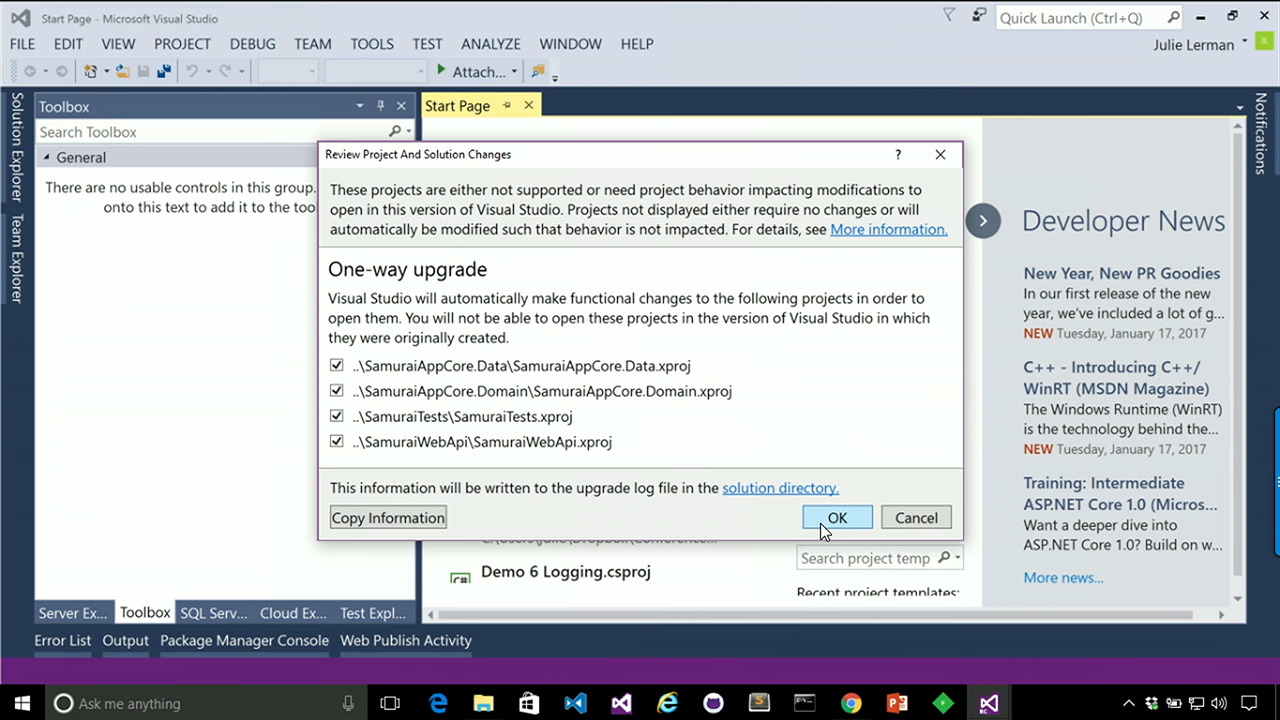 Start Page - Microsoft Visual Studio
Quick Launch (Ctrl+Q)
FILE EDIT VIEW PROJECT DEBUG TEAM TOOLS TEST ANALYZE WINDOW HELP
Julie Lerman
Attach...
Solution Explorer
Team Explorer
Toolbox
Search Toolbox
General
There are no usable controls in this group.
onto this text to add it to the too
Start Page
Notifications
Review Project And Solution Changes
?
These projects are either not supported or need project behavior impacting modifications to
open in this version of Visual Studio. Projects not displayed either require no changes or will
automatically be modified such that behavior is not impacted. For details, see More information.
One-way upgrade
Visual Studio will automatically make functional changes to the following projects in order to
open them. You will not be able to open these projects in the version of Visual Studio in which
they were originally created.
..\SamuraiAppCore.Data\SamuraiAppCore.Data.xproj
..\SamuraiAppCore.Domain\SamuraiAppCore.Domain.xproj
..\SamuraiTests\SamuraiTests.xproj
..\SamuraiWebApi\SamuraiWebApi.xproj
This information will be written to the upgrade log file in the solution directory.
Copy Information
OK
Cancel
Demo 6 Logging.csproj
Search project temp
Recent project templates:
Developer News
New Year, New PR Goodies
In our first release of the new
year, we've included a lot of g...
NEW Tuesday, January 17, 2017
C++ - Introducing C++/
WinRT (MSDN Magazine)
The Windows Runtime (WinRT)
is the technology behind the...
NEW Tuesday, January 17, 2017
Training: Intermediate
ASP.NET Core 1.0 (Micros...
Want a deeper dive into
ASP.NET Core 1.0? Build on w...
More news...
Server Ex... Toolbox SQL Serv... Cloud Ex... Test Expl...
Error List Output Package Manager Console Web Publish Activity
Ask me anything